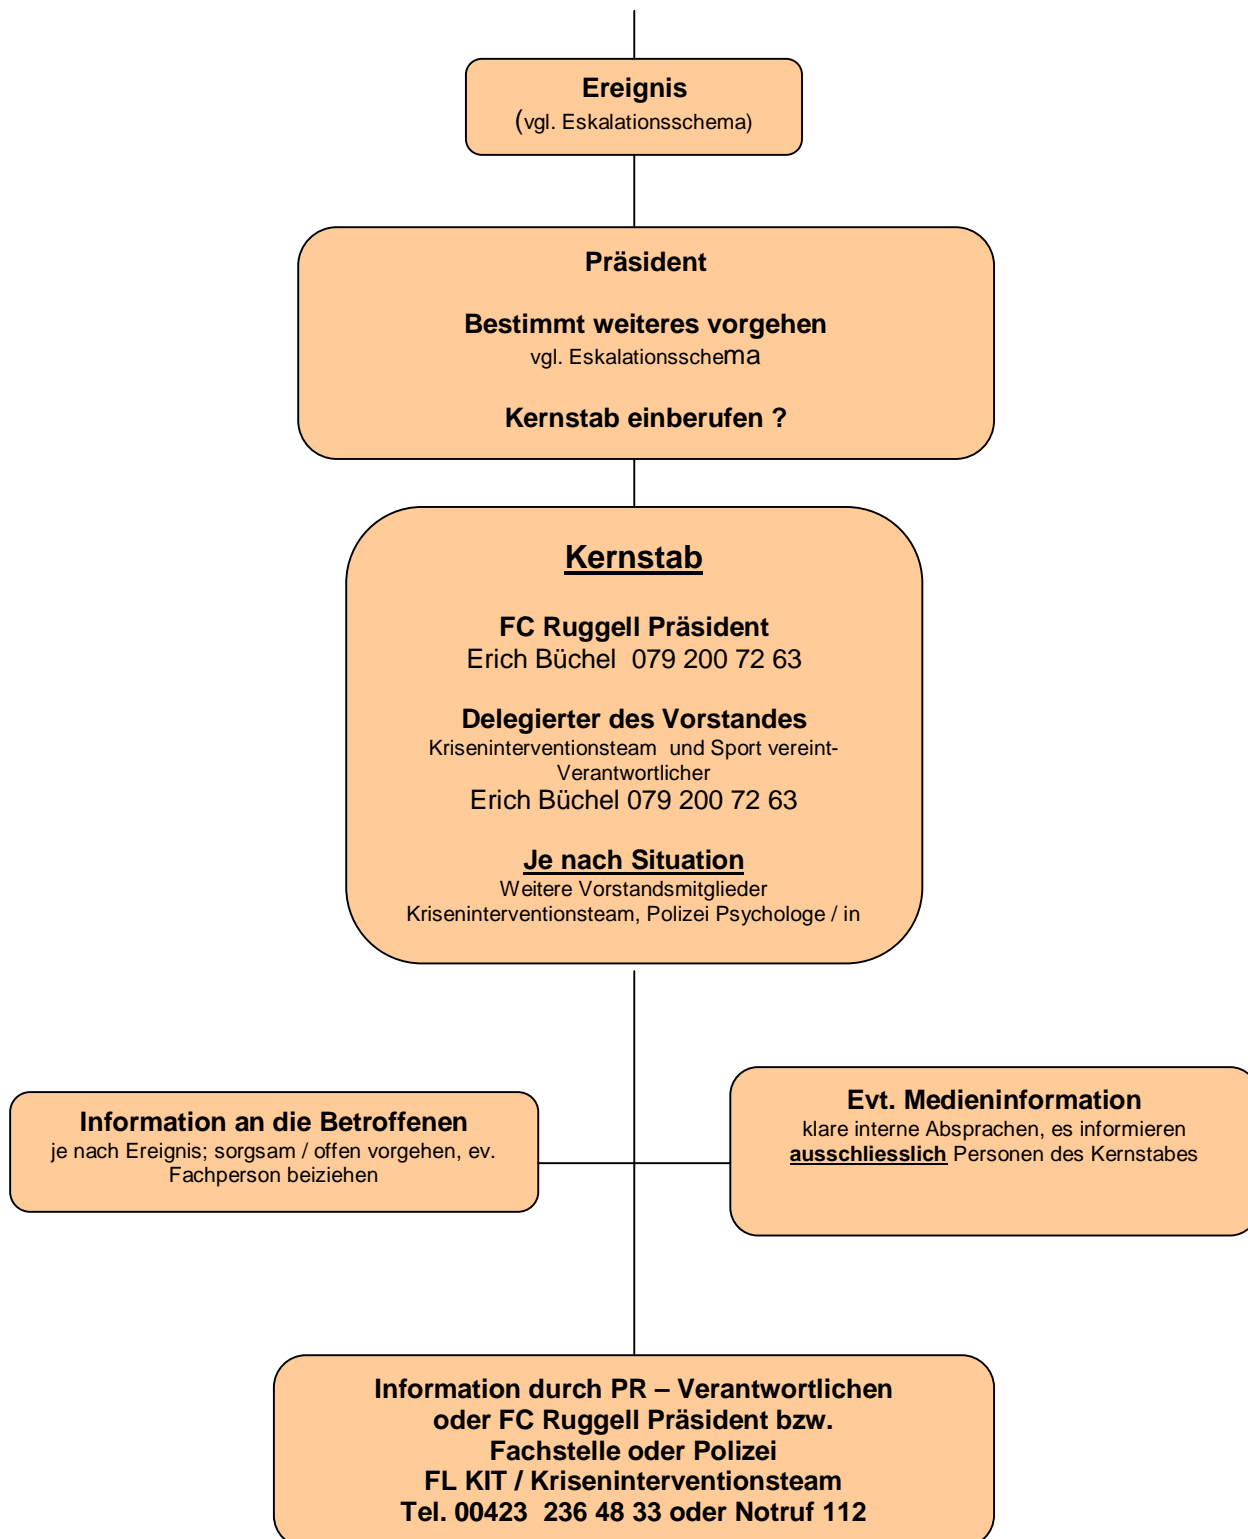 Ereignis
(vgl. Eskalationsschema)
Präsident
Bestimmt weiteres vorgehen
vgl. Eskalationsschema
Kernstab einberufen ?
Kernstab
FC Ruggell Präsident
Erich Büchel  079 200 72 63
Delegierter des Vorstandes
Kriseninterventionsteam  und Sport vereint-
Verantwortlicher
Erich Büchel 079 200 72 63
Je nach Situation
Weitere Vorstandsmitglieder
Kriseninterventionsteam, Polizei Psychologe / in
Information an die Betroffenen
je nach Ereignis; sorgsam / offen vorgehen, ev.
Fachperson beiziehen
Evt. Medieninformation
klare interne Absprachen, es informieren
ausschliesslich Personen des Kernstabes
Information durch PR – Verantwortlichen
oder FC Ruggell Präsident bzw.
Fachstelle oder Polizei
FL KIT / Kriseninterventionsteam
Tel. 00423  236 48 33 oder Notruf 112